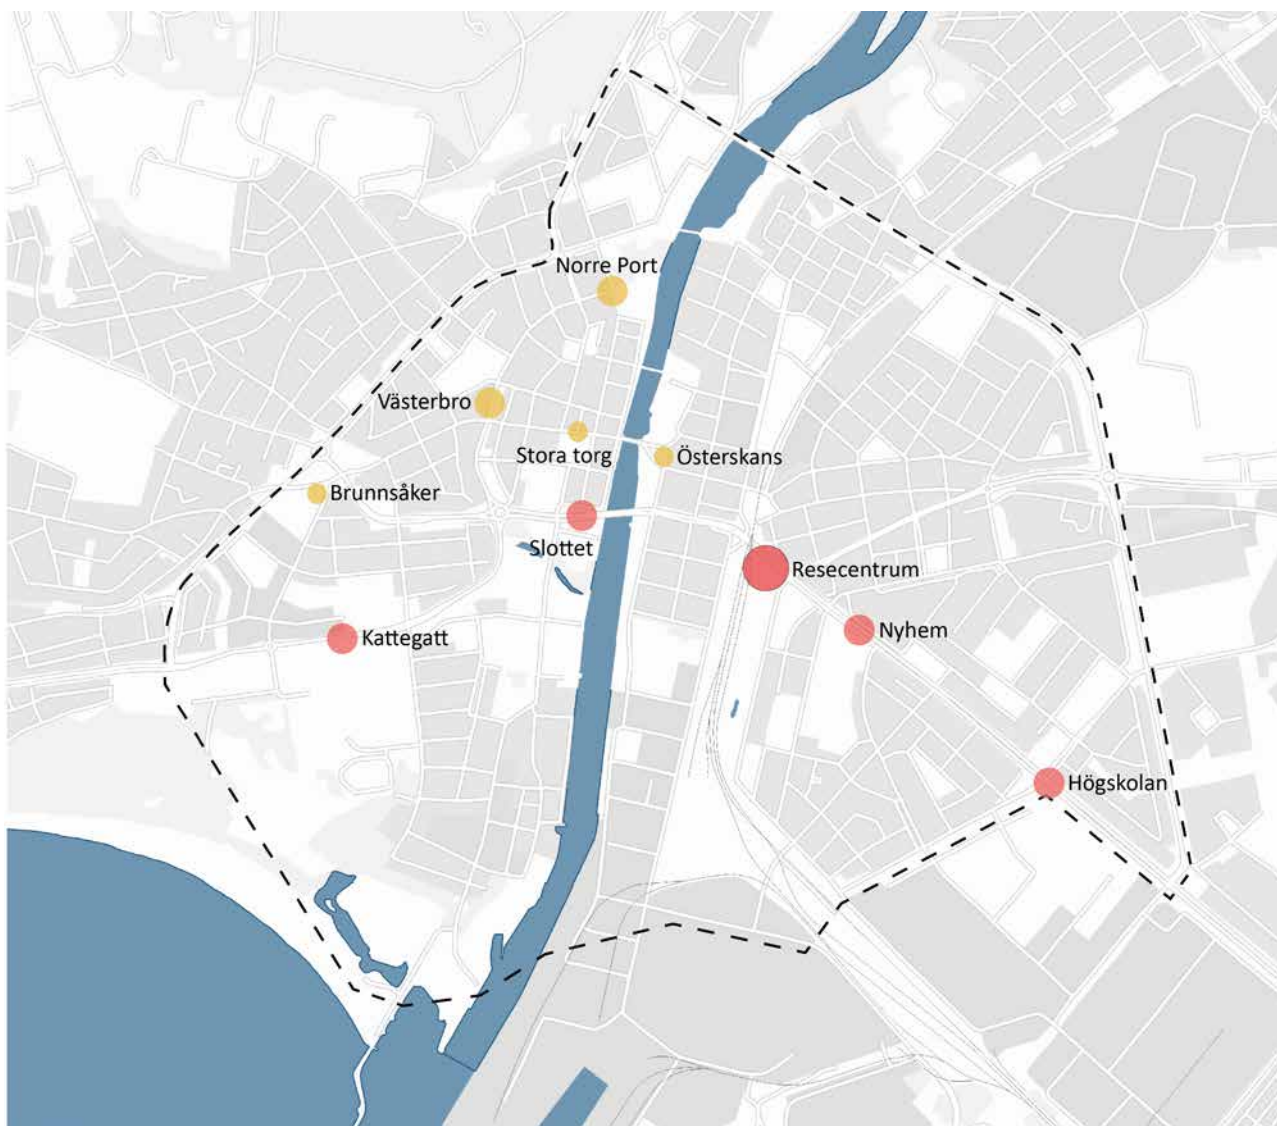 Norre Port
Västerbro
Stora torg
Österskans
Brunnsåker
Slottet
Resecentrum
Kattegatt
Nyhem
Högskolan